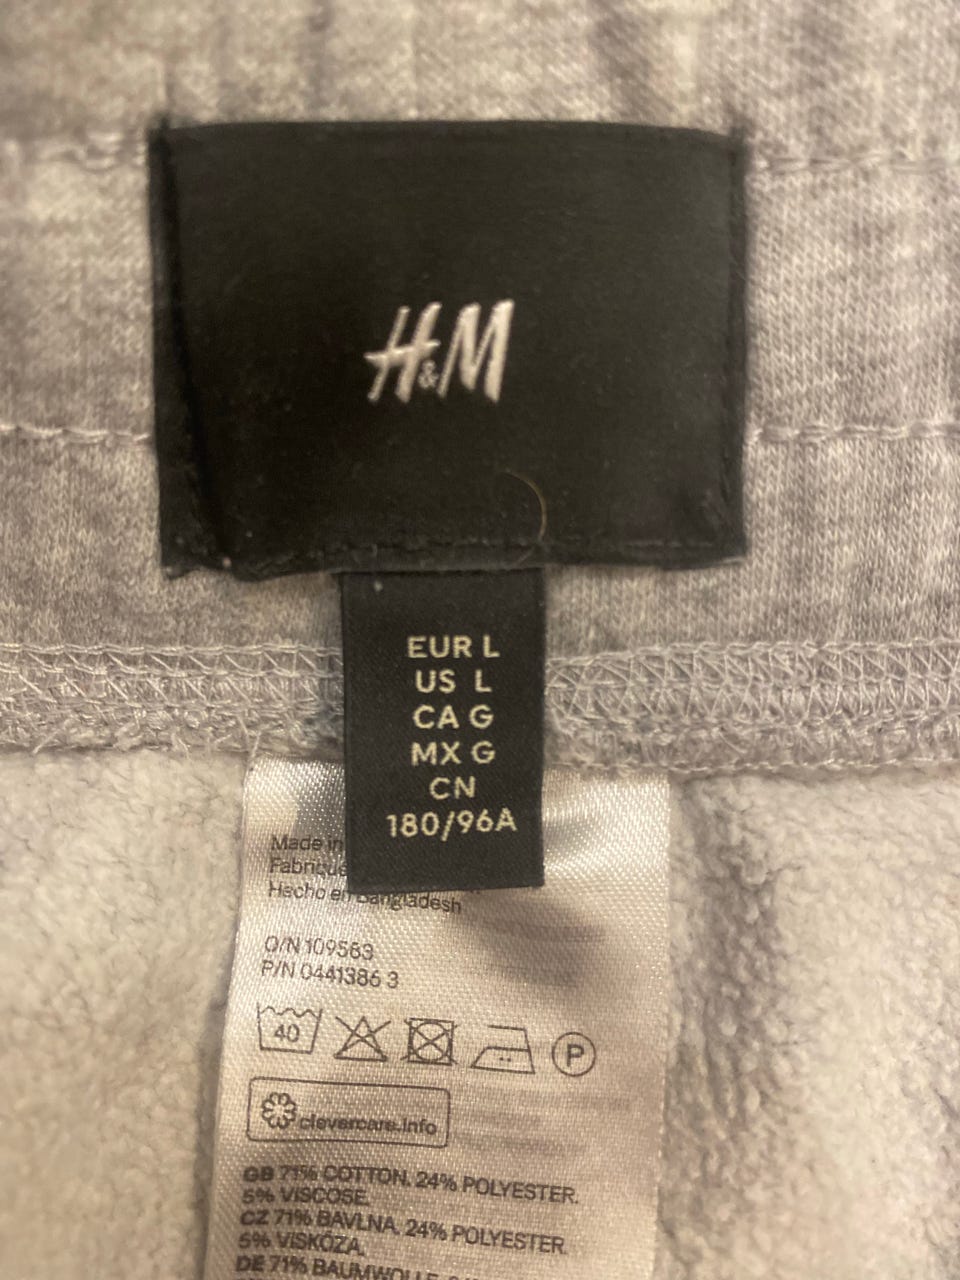 H&M
EUR L
US L
CA G
MX G
CN
180/96A
Made in
Fabriqué
Hecho en Bangladesh
O/N 109583
P/N 0441386 3
40
P
clevercare.info
GB 71% COTTON. 24% POLYESTER.
5% VISCOSE.
CZ 71% BAVLNA. 24% POLYESTER.
5% VISKÓZA.
DE 71% BAUMWOLLE.